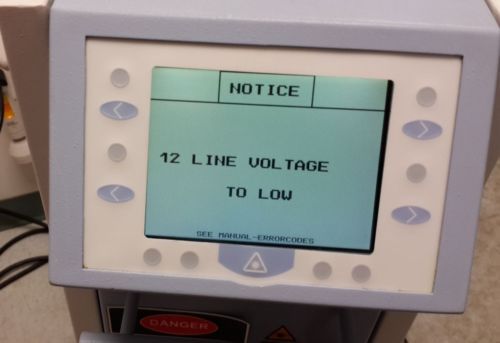 NOTICE
12 LINE VOLTAGE
TO LOW
SEE MANUAL-ERRORCODES
DANGER